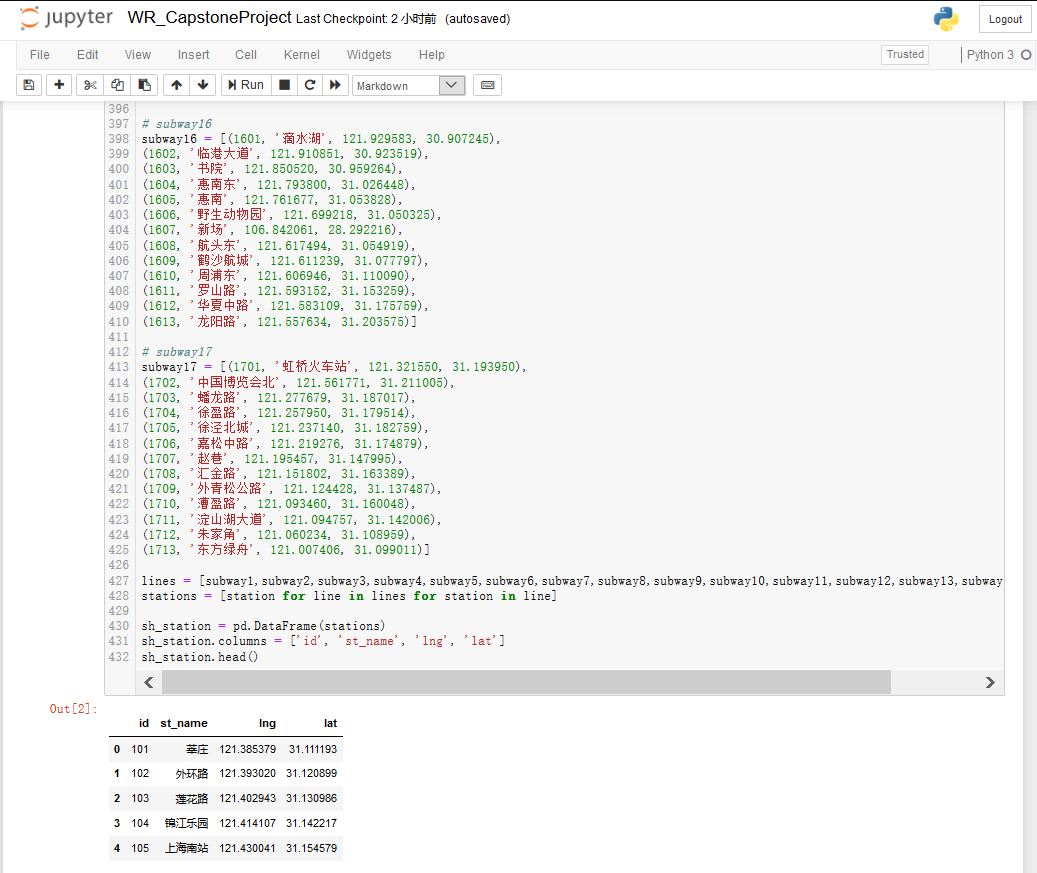 jupyter WR_CapstoneProject Last Checkpoint: 2 小时前 (autosaved) Logout
File Edit View Insert Cell Kernel Widgets Help Trusted Python 3
Run Markdown
396
397 # subway16
398 subway16 = [(1601, '滴水湖', 121.929583, 30.907245),
399 (1602, '临港大道', 121.910851, 30.923519),
400 (1603, '书院', 121.850520, 30.959264),
401 (1604, '惠南东', 121.793800, 31.026448),
402 (1605, '惠南', 121.761677, 31.053828),
403 (1606, '野生动物园', 121.699218, 31.050325),
404 (1607, '新场', 106.842061, 28.292216),
405 (1608, '航头东', 121.617494, 31.054919),
406 (1609, '鹤沙航城', 121.611239, 31.077797),
407 (1610, '周浦东', 121.606946, 31.110090),
408 (1611, '罗山路', 121.593152, 31.153259),
409 (1612, '华夏中路', 121.583109, 31.175759),
410 (1613, '龙阳路', 121.557634, 31.203575)]
411
412 # subway17
413 subway17 = [(1701, '虹桥火车站', 121.321550, 31.193950),
414 (1702, '中国博览会北', 121.561771, 31.211005),
415 (1703, '蟠龙路', 121.277679, 31.187017),
416 (1704, '徐盈路', 121.257950, 31.179514),
417 (1705, '徐泾北城', 121.237140, 31.182759),
418 (1706, '嘉松中路', 121.219276, 31.174879),
419 (1707, '赵巷', 121.195457, 31.147995),
420 (1708, '汇金路', 121.151802, 31.163389),
421 (1709, '外青松公路', 121.124428, 31.137487),
422 (1710, '漕盈路', 121.093460, 31.160048),
423 (1711, '淀山湖大道', 121.094757, 31.142006),
424 (1712, '朱家角', 121.060234, 31.108959),
425 (1713, '东方绿舟', 121.007406, 31.099011)]
426
427 lines = [subway1,subway2,subway3,subway4,subway5,subway6,subway7,subway8,subway9,subway10,subway11,subway12,subway13,subway
428 stations = [station for line in lines for station in line]
429
430 sh_station = pd.DataFrame(stations)
431 sh_station.columns = ['id', 'st_name', 'lng', 'lat']
432 sh_station.head()
Out[2]:
id st_name lng lat
0 101 莘庄 121.385379 31.111193
1 102 外环路 121.393020 31.120899
2 103 莲花路 121.402943 31.130986
3 104 锦江乐园 121.414107 31.142217
4 105 上海南站 121.430041 31.154579